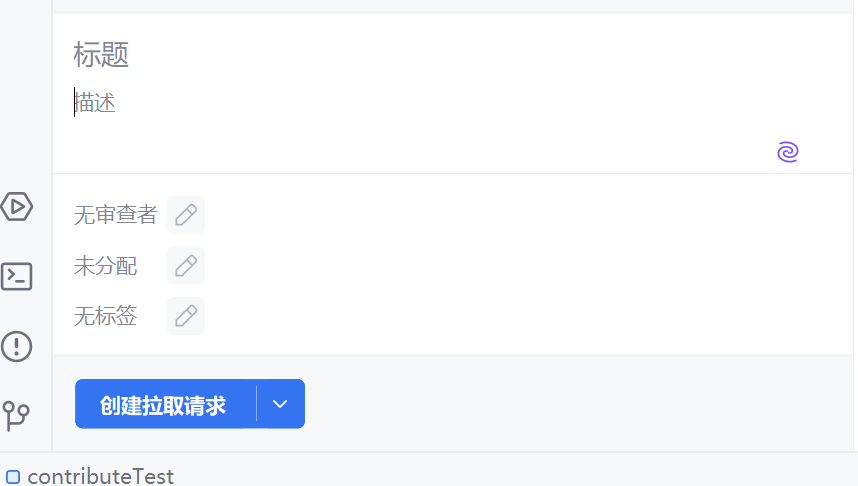 标题
描述
无审查者
未分配
无标签
创建拉取请求
contributeTest